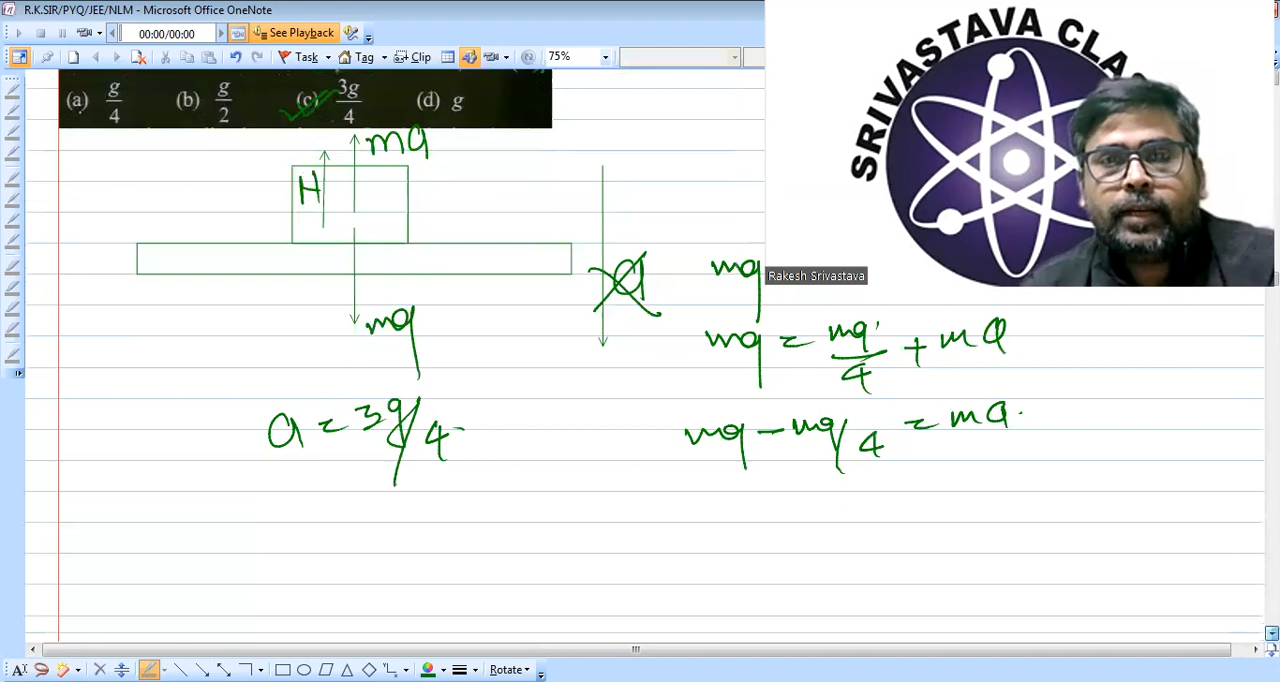 R.K.SIR/PYQ/JEE/NLM - Microsoft Office OneNote
00:00/00:00 See Playback
Task Tag Clip 75%
SRIVASTAVA CLA
(a) g/4 (b) g/2 (c) 3g/4 (d) g
ma
N
mg
a
Rakesh Srivastava
mg
mg = mg/4 + ma
mg - mg/4 = ma
a = 3g/4
Rotate